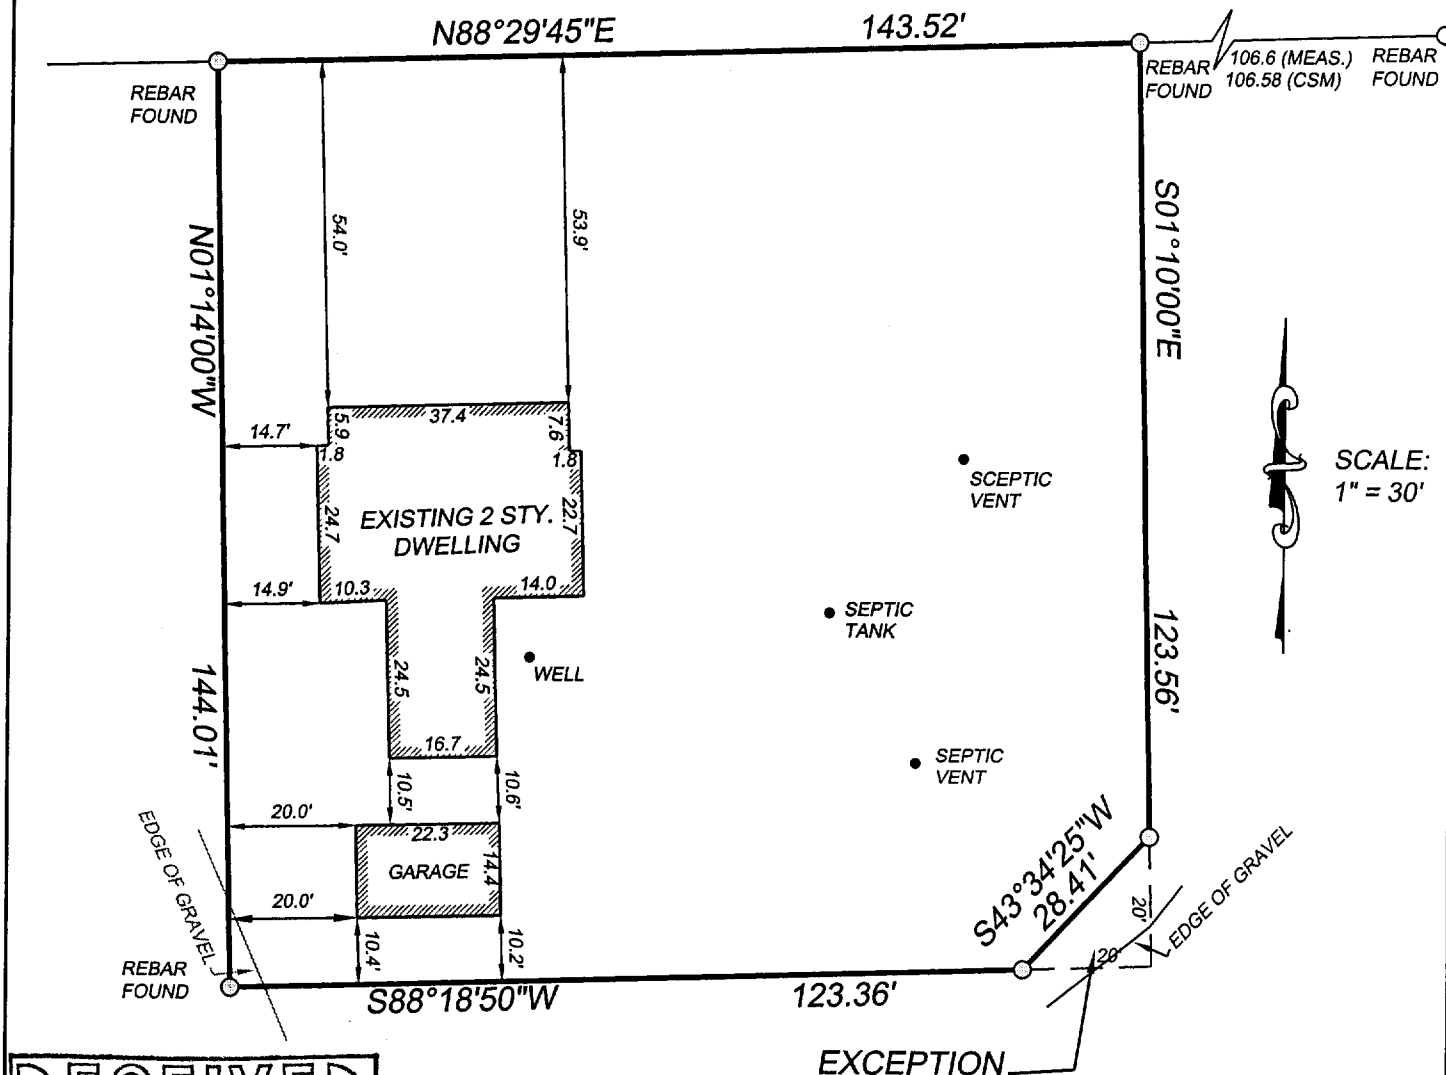 N88°29'45"E
143.52'
REBAR
FOUND
REBAR
FOUND
106.6 (MEAS.)
106.58 (CSM)
REBAR
FOUND
54.0'
53.9'
N01°14'00"W
S01°10'00"E
5.9
37.4
7.6
14.7'
1.8
1.8
SCEPTIC
VENT
SCALE:
1" = 30'
24.7
EXISTING 2 STY.
DWELLING
22.7
14.9'
10.3
14.0
SEPTIC
TANK
123.56'
144.01'
24.5
24.5
WELL
16.7
SEPTIC
VENT
10.5'
10.6'
20.0'
22.3
GARAGE
14.4
EDGE OF GRAVEL
20.0'
10.4'
10.2'
S43°34'25"W
28.41'
20'
20'
EDGE OF GRAVEL
REBAR
FOUND
S88°18'50"W
123.36'
EXCEPTION
RECEIVED